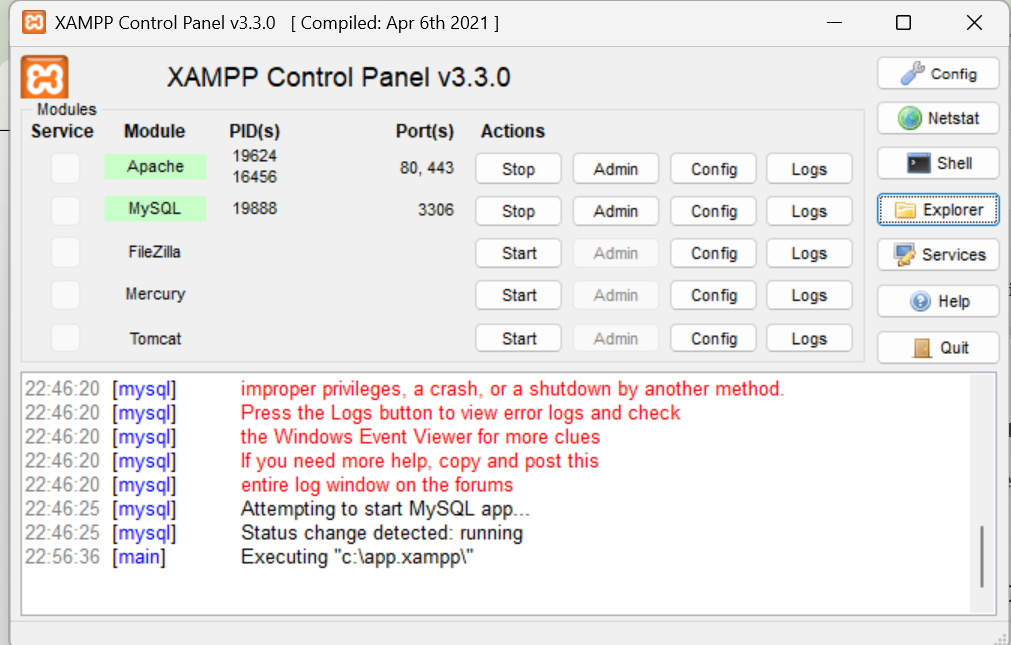 XAMPP Control Panel v3.3.0 [ Compiled: Apr 6th 2021 ]
XAMPP Control Panel v3.3.0
Config
Modules
Service Module PID(s) Port(s) Actions
Netstat
Apache 19624 16456 80, 443 Stop Admin Config Logs
Shell
MySQL 19888 3306 Stop Admin Config Logs
Explorer
FileZilla Start Admin Config Logs
Services
Mercury Start Admin Config Logs
Help
Tomcat Start Admin Config Logs
Quit
22:46:20 [mysql] improper privileges, a crash, or a shutdown by another method.
22:46:20 [mysql] Press the Logs button to view error logs and check
22:46:20 [mysql] the Windows Event Viewer for more clues
22:46:20 [mysql] If you need more help, copy and post this
22:46:20 [mysql] entire log window on the forums
22:46:25 [mysql] Attempting to start MySQL app...
22:46:25 [mysql] Status change detected: running
22:56:36 [main] Executing "c:\app.xampp\"